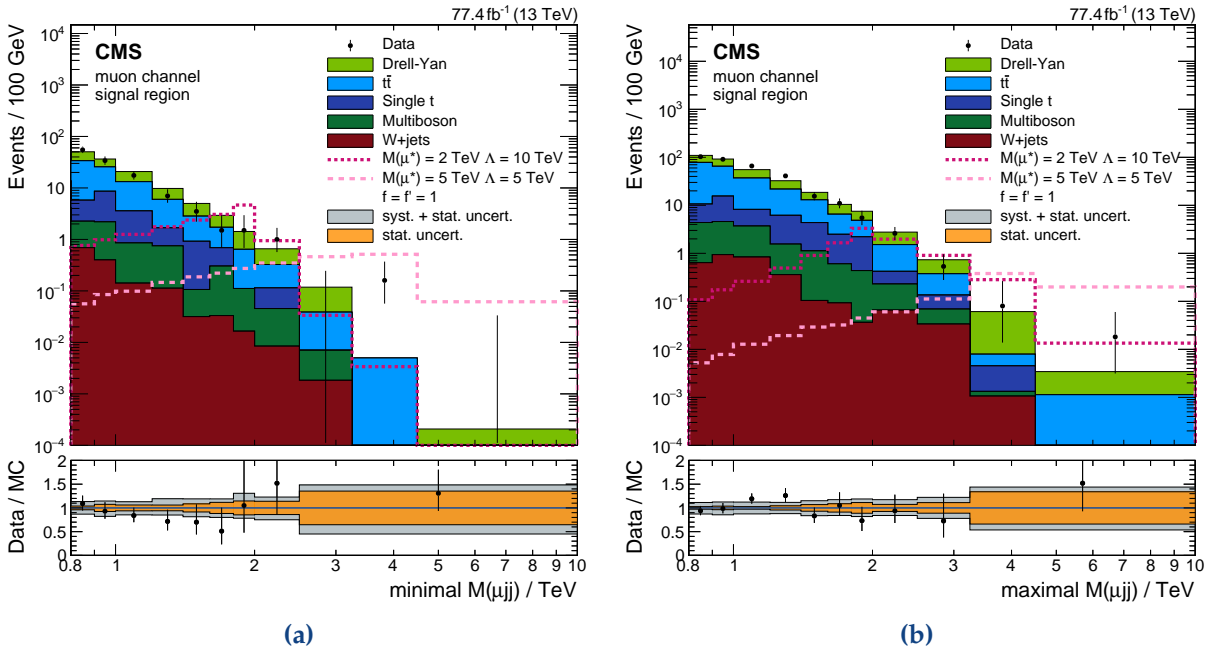 77.4 fb⁻¹ (13 TeV)
Events / 100 GeV
10⁴
10³
10²
10
1
10⁻¹
10⁻²
10⁻³
10⁻⁴
CMS
muon channel
signal region
Data
Drell-Yan
tt̄
Single t
Multiboson
W+jets
M(μ*) = 2 TeV Λ = 10 TeV
M(μ*) = 5 TeV Λ = 5 TeV
f = f' = 1
syst. + stat. uncert.
stat. uncert.
Data / MC
2
1.5
1
0.5
0
0.8 1 2 3 4 5 6 7 8 10
minimal M(μjj) / TeV
(a)
77.4 fb⁻¹ (13 TeV)
Events / 100 GeV
10⁴
10³
10²
10
1
10⁻¹
10⁻²
10⁻³
10⁻⁴
CMS
muon channel
signal region
Data
Drell-Yan
tt̄
Single t
Multiboson
W+jets
M(μ*) = 2 TeV Λ = 10 TeV
M(μ*) = 5 TeV Λ = 5 TeV
f = f' = 1
syst. + stat. uncert.
stat. uncert.
Data / MC
2
1.5
1
0.5
0
0.8 1 2 3 4 5 6 7 8 10
maximal M(μjj) / TeV
(b)